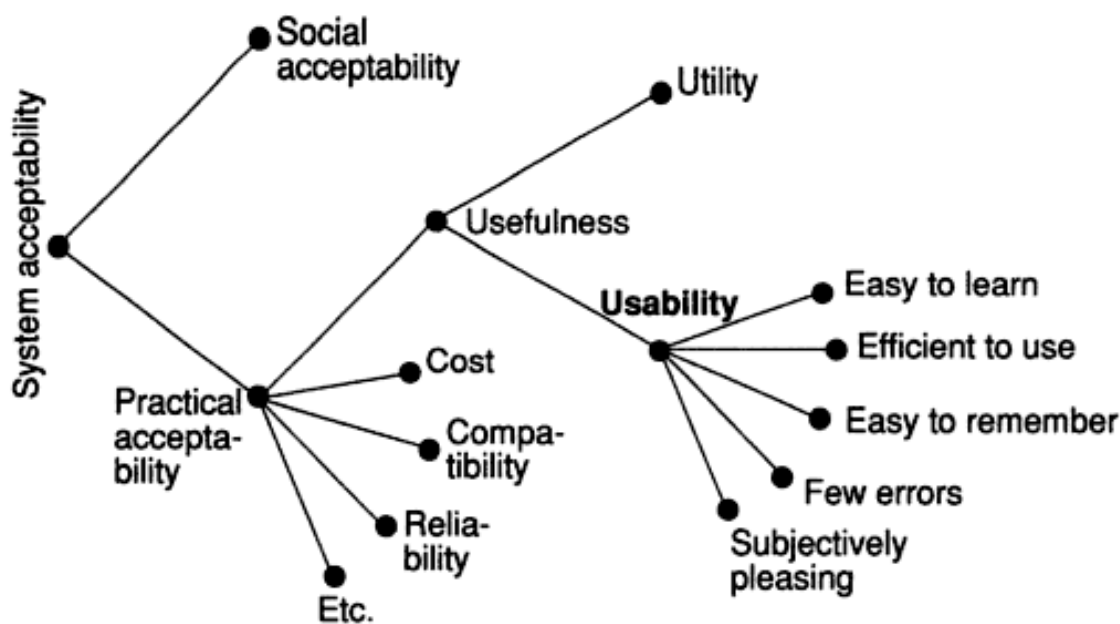 System acceptability
Social
acceptability
Practical
accepta-
bility
Usefulness
Cost
Compa-
tibility
Relia-
bility
Etc.
Utility
Usability
Easy to learn
Efficient to use
Easy to remember
Few errors
Subjectively
pleasing